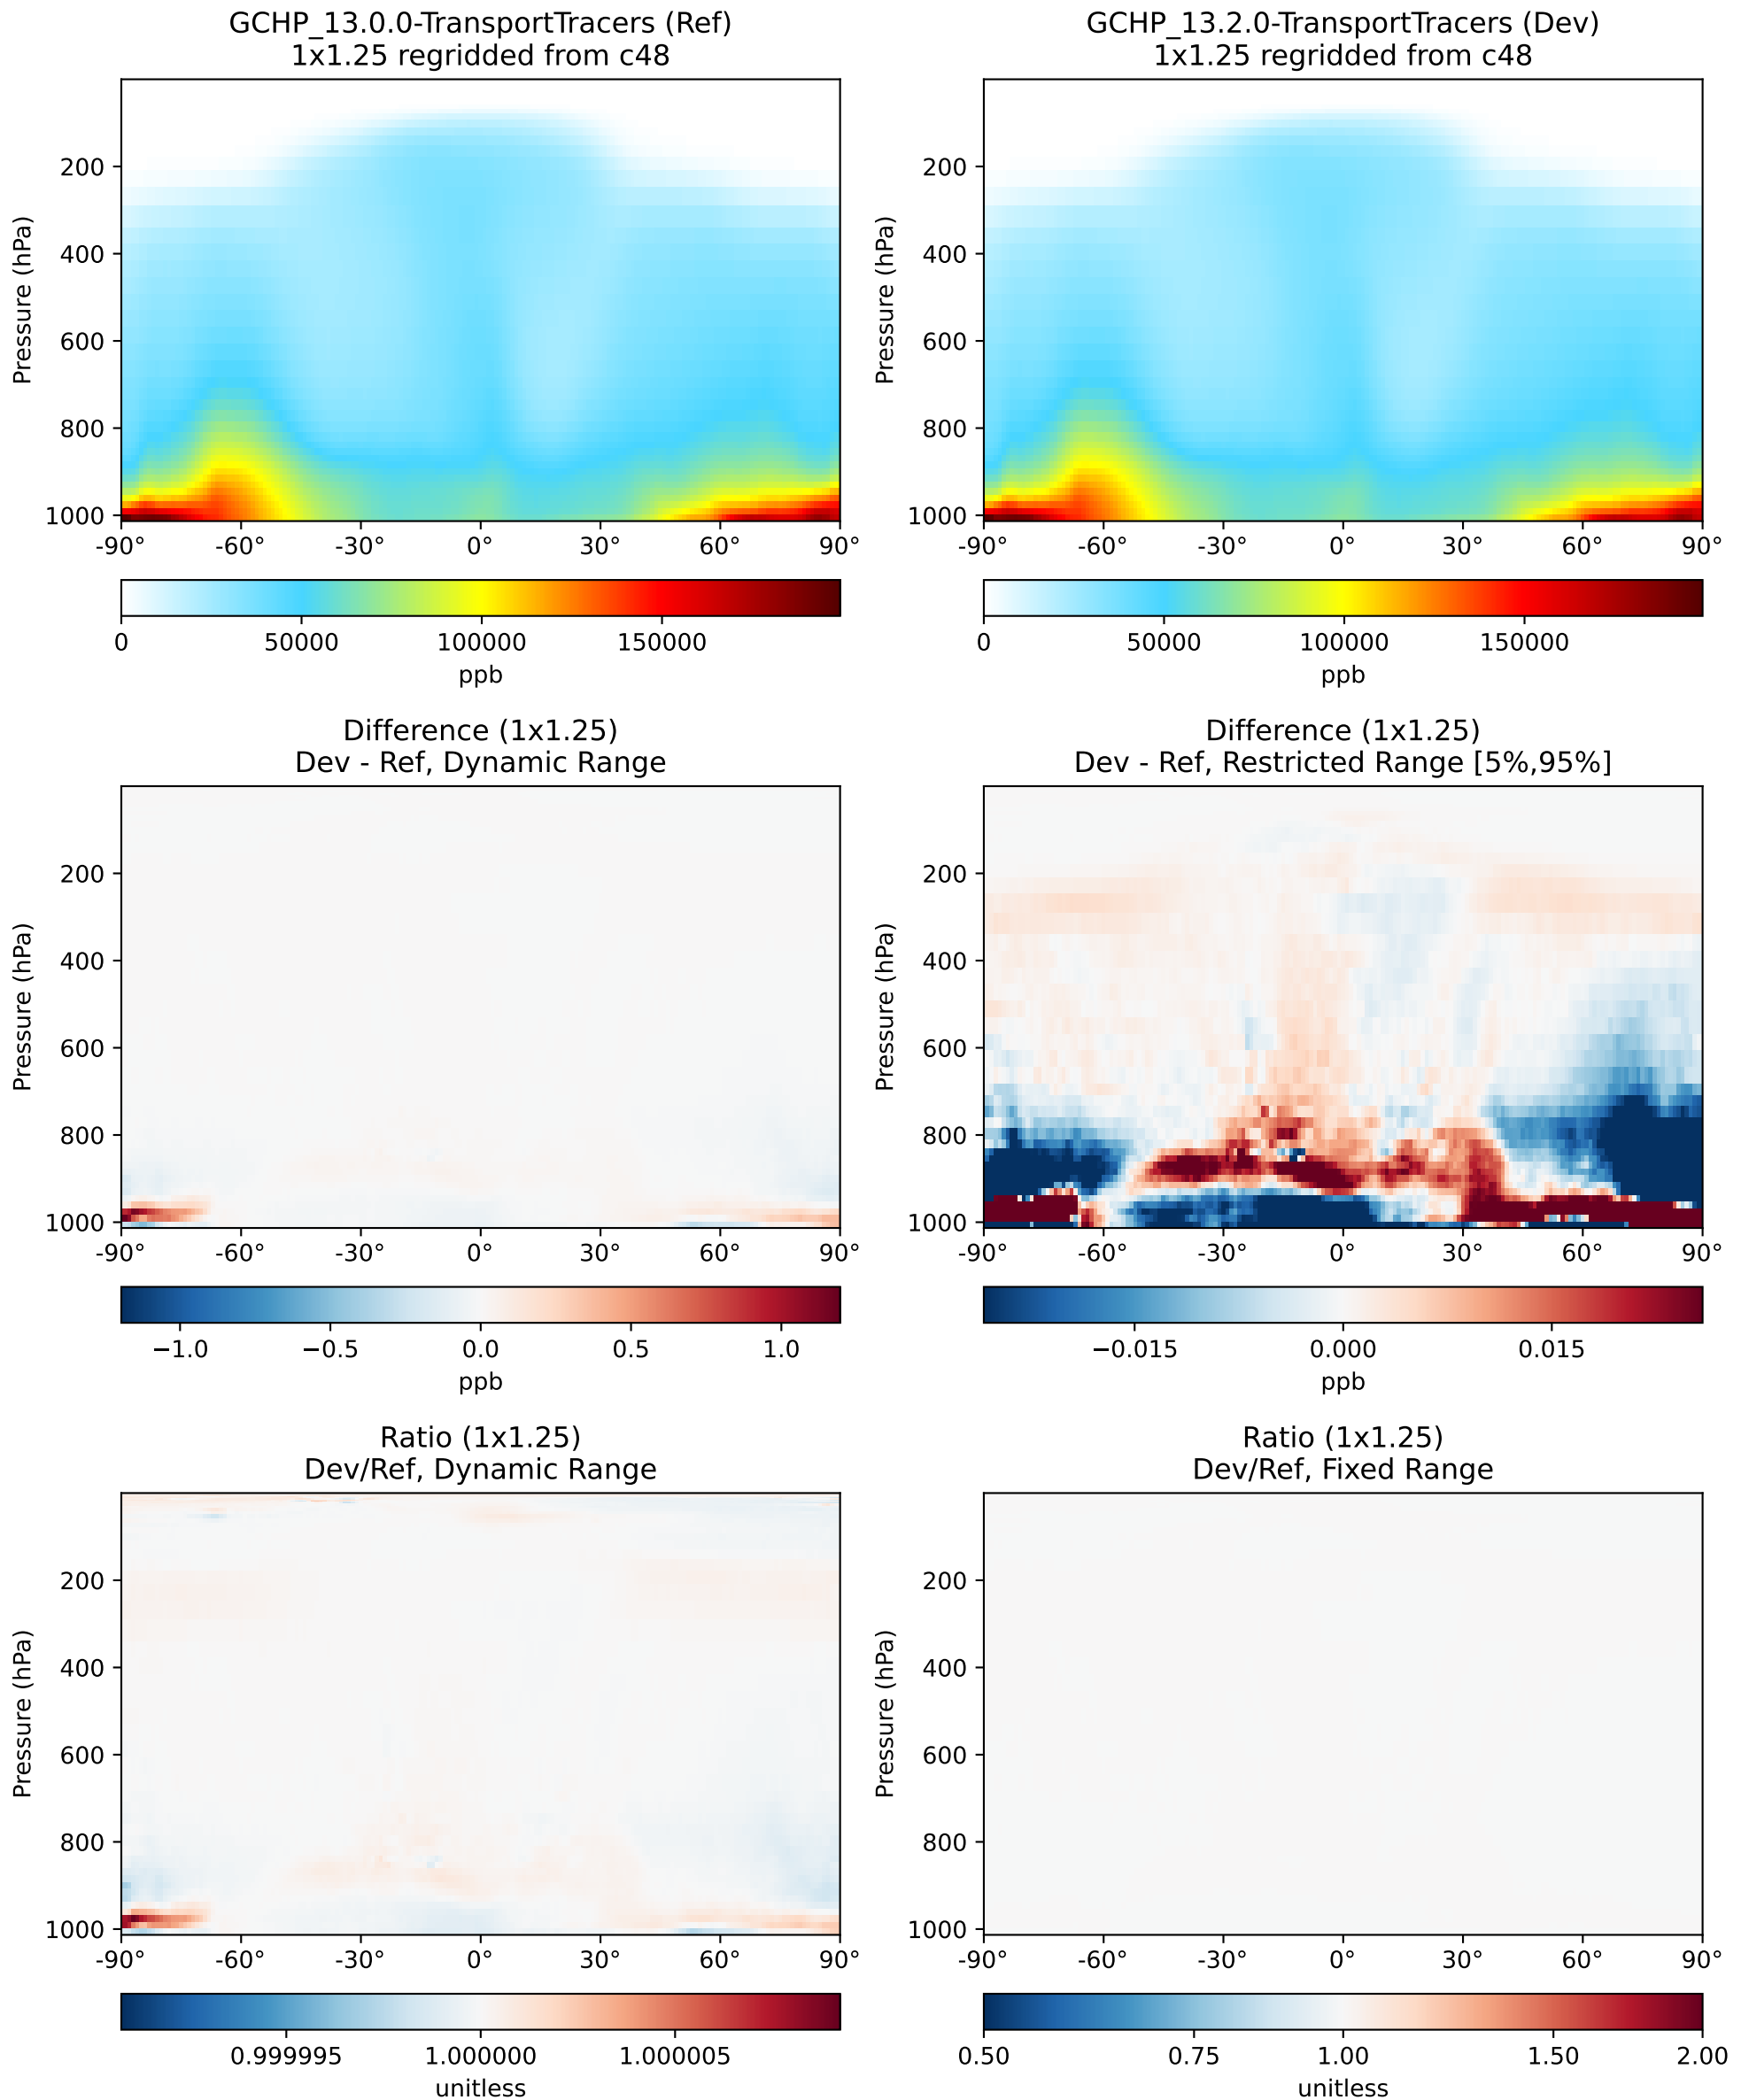 GCHP_13.0.0-TransportTracers (Ref)
1x1.25 regridded from c48
Pressure (hPa)
200
400
600
800
1000
-90° -60° -30° 0° 30° 60° 90°
0 50000 100000 150000
ppb
GCHP_13.2.0-TransportTracers (Dev)
1x1.25 regridded from c48
Pressure (hPa)
200
400
600
800
1000
-90° -60° -30° 0° 30° 60° 90°
0 50000 100000 150000
ppb
Difference (1x1.25)
Dev - Ref, Dynamic Range
Pressure (hPa)
200
400
600
800
1000
-90° -60° -30° 0° 30° 60° 90°
−1.0 −0.5 0.0 0.5 1.0
ppb
Difference (1x1.25)
Dev - Ref, Restricted Range [5%,95%]
Pressure (hPa)
200
400
600
800
1000
-90° -60° -30° 0° 30° 60° 90°
−0.015 0.000 0.015
ppb
Ratio (1x1.25)
Dev/Ref, Dynamic Range
Pressure (hPa)
200
400
600
800
1000
-90° -60° -30° 0° 30° 60° 90°
0.999995 1.000000 1.000005
unitless
Ratio (1x1.25)
Dev/Ref, Fixed Range
Pressure (hPa)
200
400
600
800
1000
-90° -60° -30° 0° 30° 60° 90°
0.50 0.75 1.00 1.50 2.00
unitless